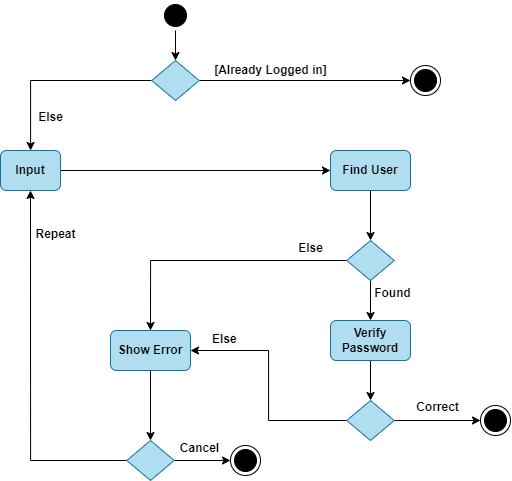 [Already Logged in]
Else
Input
Find User
Repeat
Else
Found
Show Error
Else
Verify
Password
Correct
Cancel